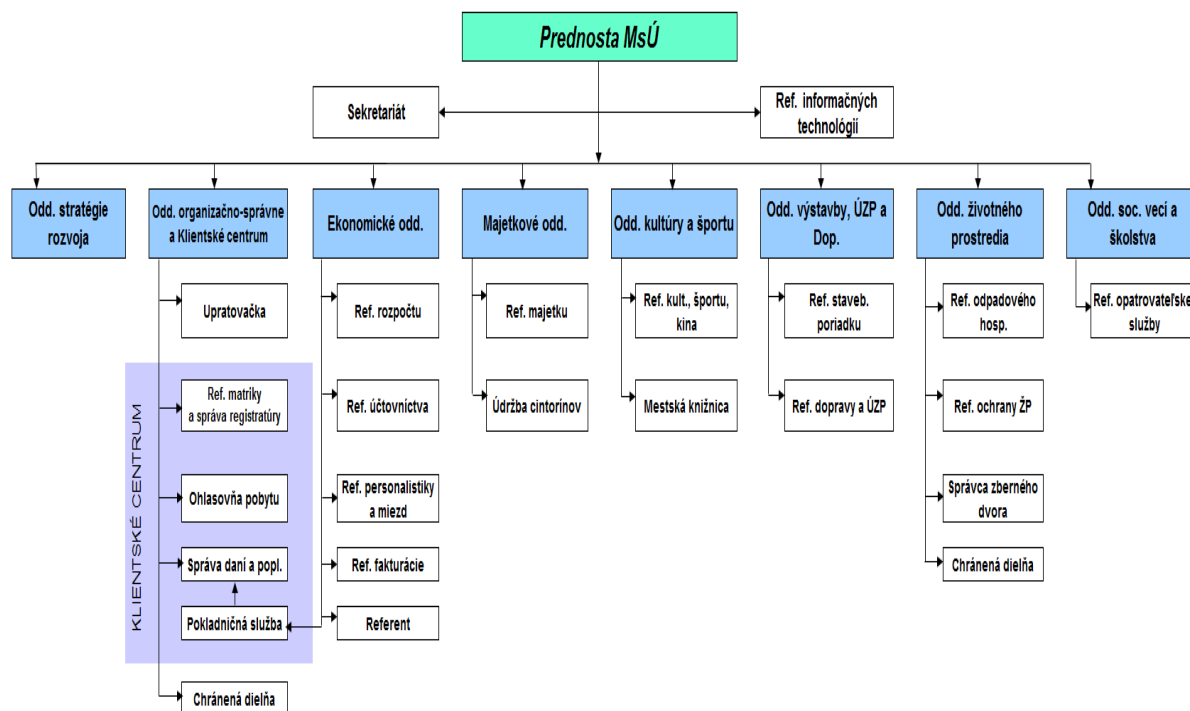 Prednosta MsÚ
Sekretariát
Ref. informačných
technológií
Odd. stratégie
rozvoja
Odd. organizačno-správne
a Klientské centrum
Ekonomické odd.
Majetkové odd.
Odd. kultúry a športu
Odd. výstavby, ÚZP a
Dop.
Odd. životného
prostredia
Odd. soc. vecí a
školstva
Upratovačka
Ref. rozpočtu
Ref. majetku
Ref. kult., športu,
kina
Ref. staveb.
poriadku
Ref. odpadového
hosp.
Ref. opatrovateľskej
služby
KLIENTSKÉ CENTRUM
Ref. matriky
a správa registratúry
Ref. účtovníctva
Údržba cintorínov
Mestská knižnica
Ref. dopravy a ÚZP
Ref. ochrany ŽP
Ohlasovňa pobytu
Ref. personalistiky
a miezd
Správca zberného
dvora
Správa daní a popl.
Ref. fakturácie
Chránená dielňa
Pokladničná služba
Referent
Chránená dielňa